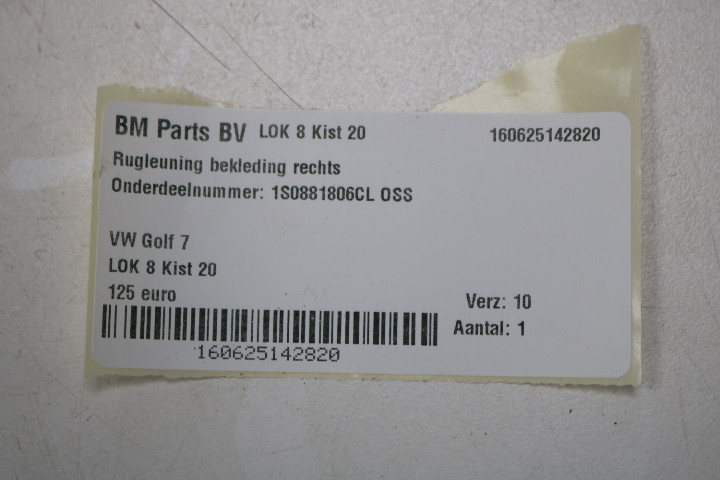 BM Parts BV LOK 8 Kist 20 160625142820
Rugleuning bekleding rechts
Onderdeelnummer: 1S0881806CL OSS
VW Golf 7
LOK 8 Kist 20
125 euro
Verz: 10
Aantal: 1
160625142820